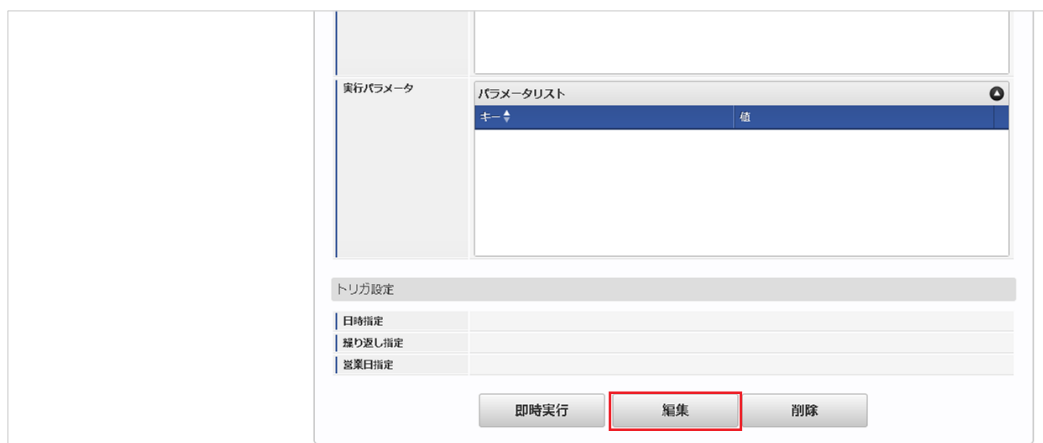 実行パラメータ
パラメータリスト
キー 値
トリガ設定
日時指定
繰り返し指定
営業日指定
即時実行 編集 削除